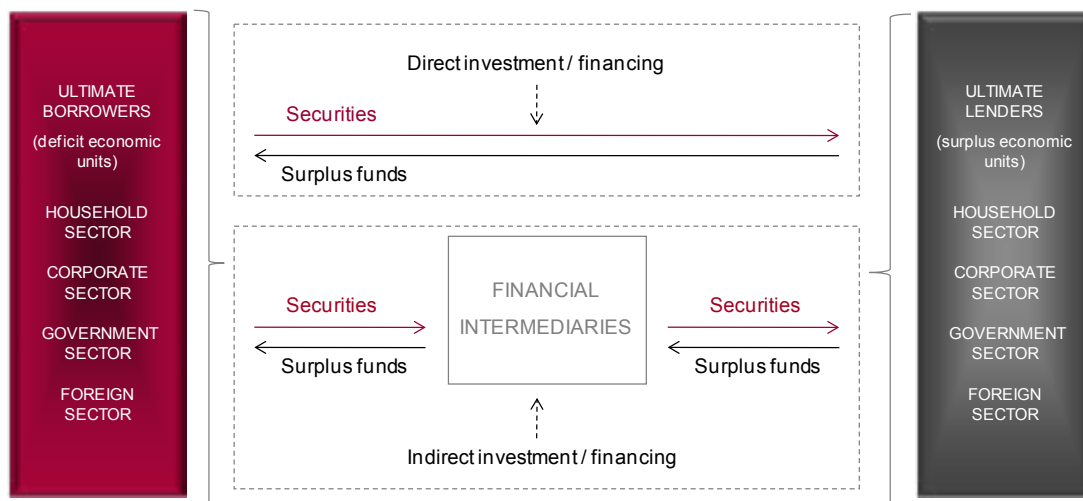 ULTIMATE
BORROWERS
(deficit economic
units)
HOUSEHOLD
SECTOR
CORPORATE
SECTOR
GOVERNMENT
SECTOR
FOREIGN
SECTOR
Direct investment / financing
Securities
Surplus funds
Securities
Surplus funds
FINANCIAL
INTERMEDIARIES
Securities
Surplus funds
Indirect investment / financing
ULTIMATE
LENDERS
(surplus economic
units)
HOUSEHOLD
SECTOR
CORPORATE
SECTOR
GOVERNMENT
SECTOR
FOREIGN
SECTOR